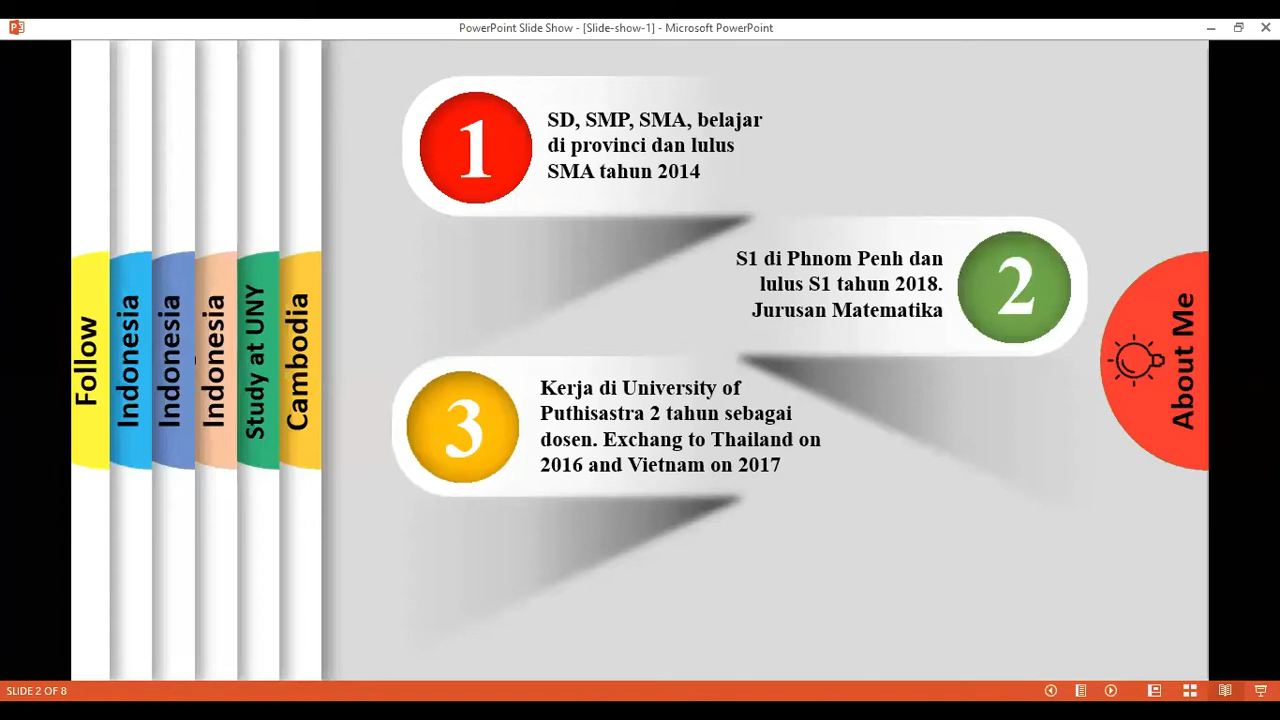 PowerPoint Slide Show - [Slide-show-1] - Microsoft PowerPoint
1
SD, SMP, SMA, belajar
di provinci dan lulus
SMA tahun 2014
S1 di Phnom Penh dan
lulus S1 tahun 2018.
Jurusan Matematika
2
3
Kerja di University of
Puthisastra 2 tahun sebagai
dosen. Exchang to Thailand on
2016 and Vietnam on 2017
Follow
Indonesia
Indonesia
Indonesia
Study at UNY
Cambodia
About Me
SLIDE 2 OF 8